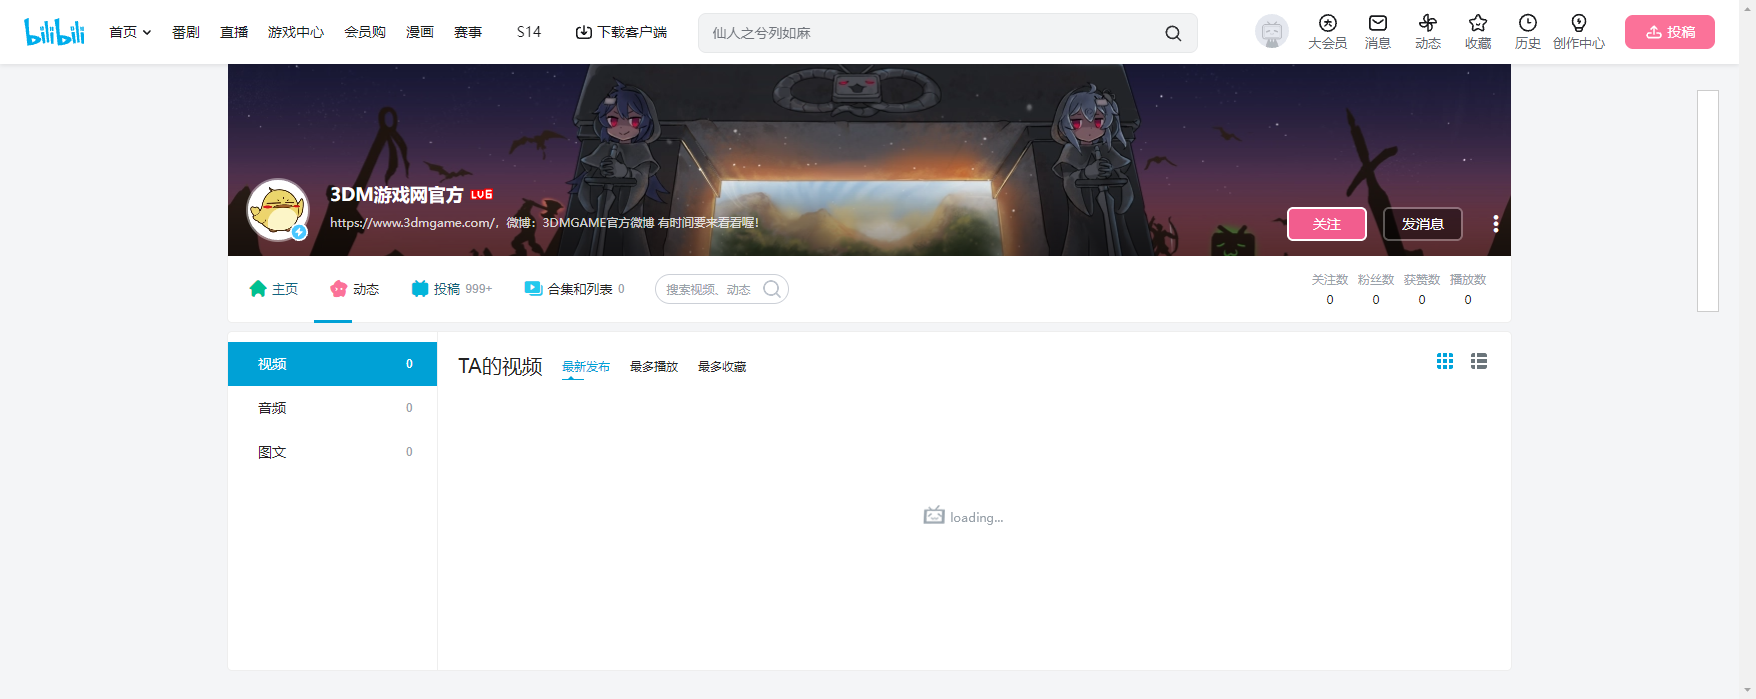 bilibili 首页 番剧 直播 游戏中心 会员购 漫画 赛事 S14 下载客户端 仙人之兮列如麻 大会员 消息 动态 收藏 历史 创作中心 投稿
3DM游戏网官方 LV6
https://www.3dmgame.com/，微博：3DMGAME官方微博 有时间要来看看喔！
关注 发消息
主页 动态 投稿 999+ 合集和列表 0 搜索视频、动态
关注数 粉丝数 获赞数 播放数
0 0 0 0
视频 0
音频 0
图文 0
TA的视频 最新发布 最多播放 最多收藏
loading...